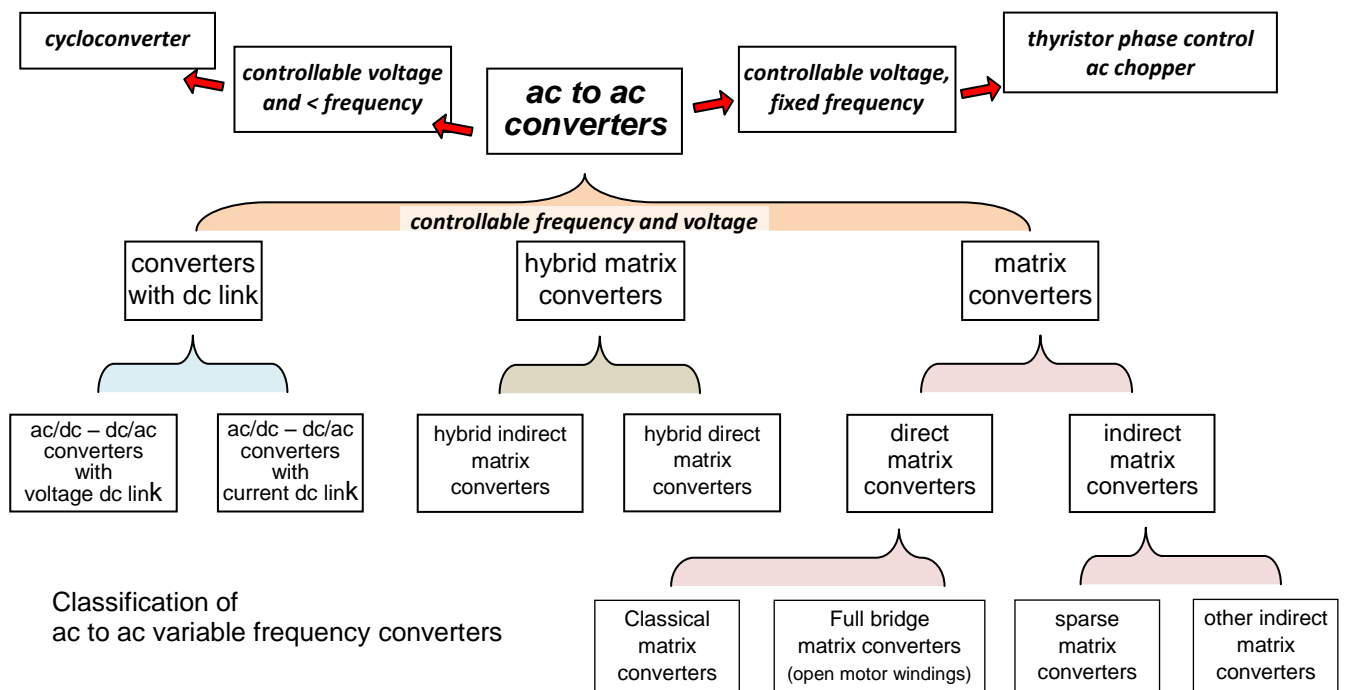 cycloconverter
controllable voltage
and < frequency
ac to ac
converters
controllable voltage,
fixed frequency
thyristor phase control
ac chopper
controllable frequency and voltage
converters
with dc link
hybrid matrix
converters
matrix
converters
ac/dc – dc/ac
converters
with
voltage dc link
ac/dc – dc/ac
converters
with
current dc link
hybrid indirect
matrix
converters
hybrid direct
matrix
converters
direct
matrix
converters
indirect
matrix
converters
Classification of
ac to ac variable frequency converters
Classical
matrix
converters
Full bridge
matrix converters
(open motor windings)
sparse
matrix
converters
other indirect
matrix
converters